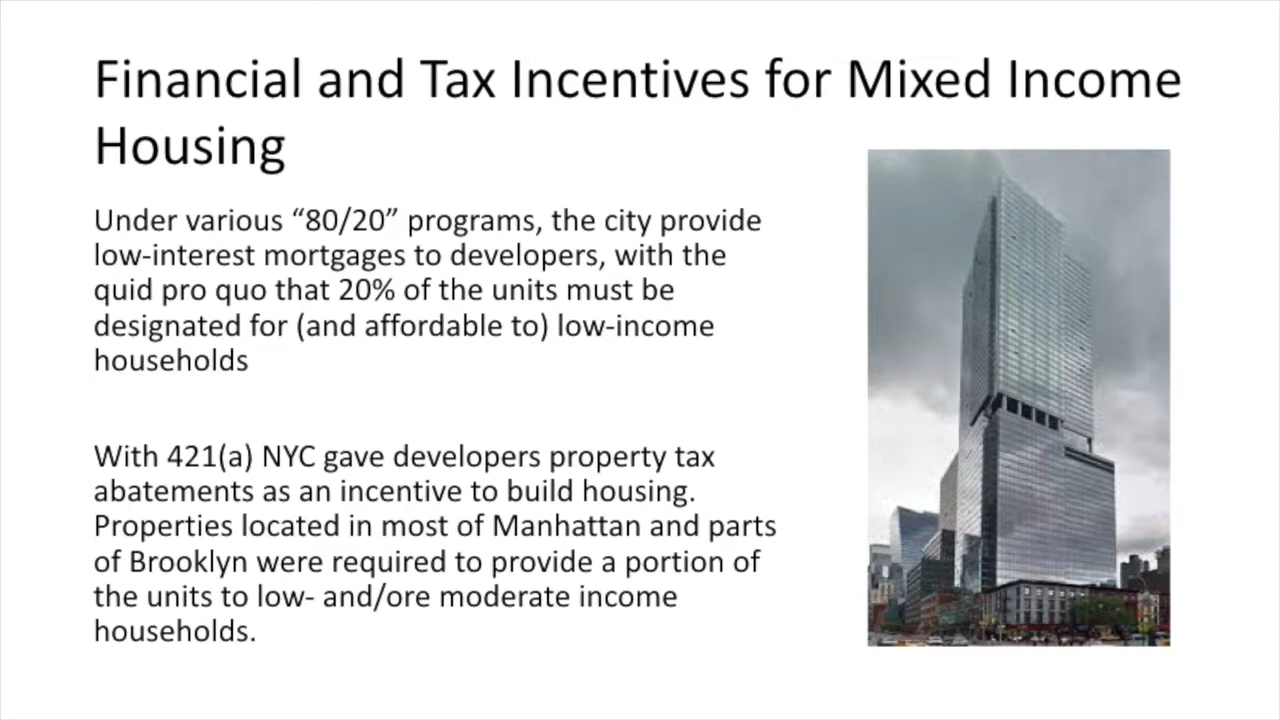 Financial and Tax Incentives for Mixed Income
Housing
Under various “80/20” programs, the city provide
low-interest mortgages to developers, with the
quid pro quo that 20% of the units must be
designated for (and affordable to) low-income
households
With 421(a) NYC gave developers property tax
abatements as an incentive to build housing.
Properties located in most of Manhattan and parts
of Brooklyn were required to provide a portion of
the units to low- and/ore moderate income
households.